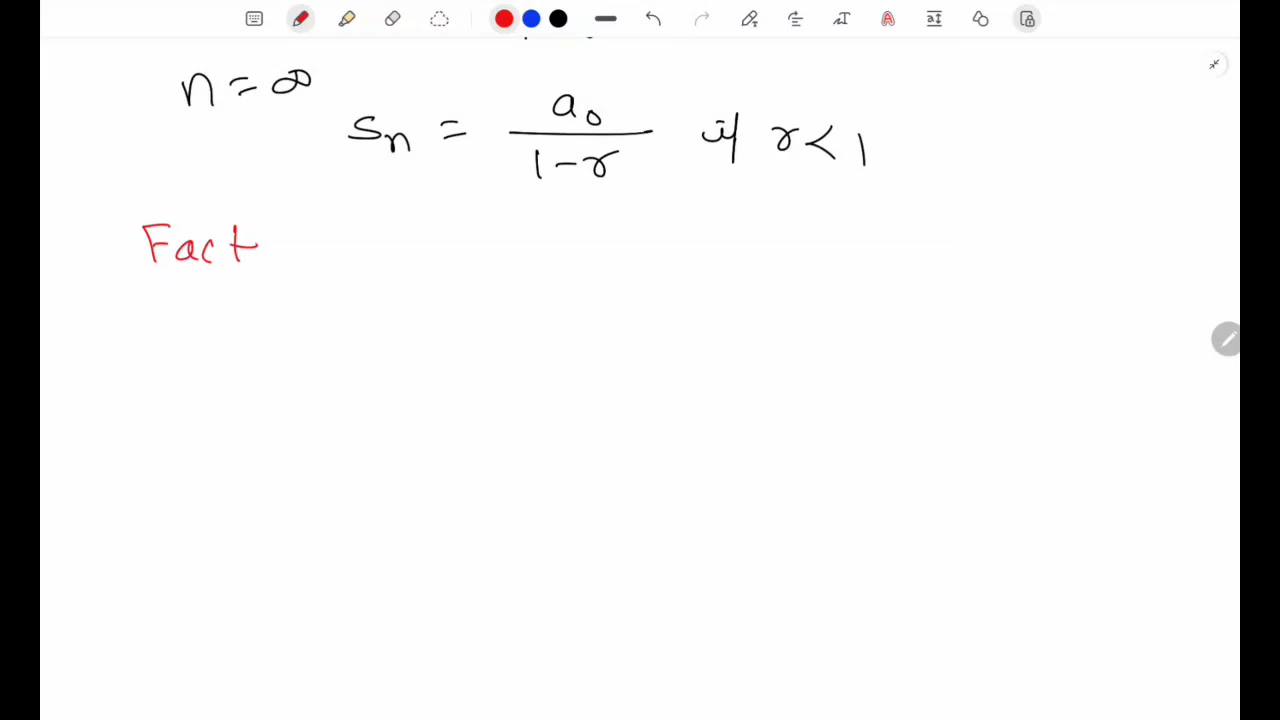 n = ∞
Sn = a0 / 1-r if r < 1
Fact